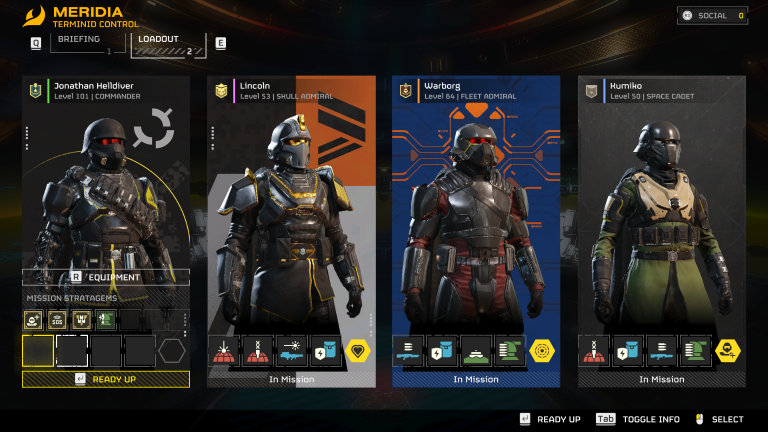 MERIDIA
TERMINID CONTROL
SOCIAL 0
Q BRIEFING 1 LOADOUT 2 E
Jonathan Helldiver
Level 101 | COMMANDER
Lincoln
Level 53 | SKULL ADMIRAL
Warborg
Level 64 | FLEET ADMIRAL
Kumiko
Level 50 | SPACE CADET
R EQUIPMENT
MISSION STRATAGEMS
SOS
READY UP
In Mission
In Mission
In Mission
READY UP Tab TOGGLE INFO SELECT